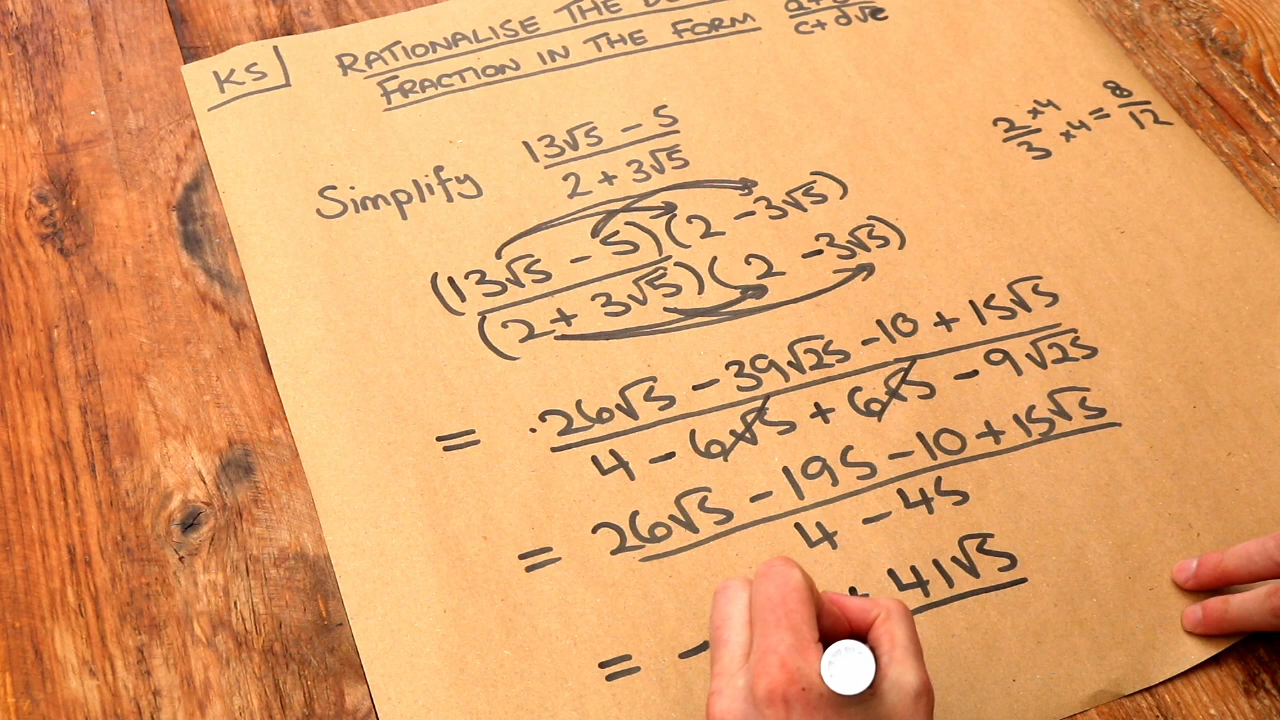 KS
RATIONALISE THE
FRACTION IN THE FORM
c+d√e
2/3 ×4 ×4 = 8/12
Simplify (13√5 - 5)/(2 + 3√5)
(13√5 - 5)(2 - 3√5)
(2 + 3√5)(2 - 3√5)
= 26√5 - 39√25 - 10 + 15√5
4 - 6√5 + 6√5 - 9√25
= 26√5 - 195 - 10 + 15√5
4 - 45
= - + 41√5